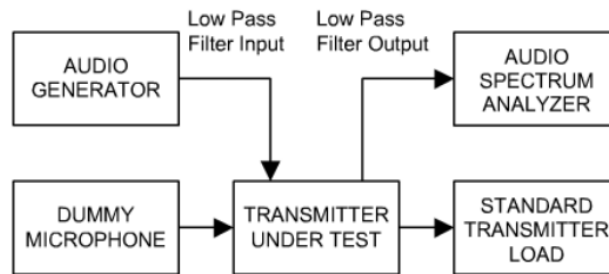 Low Pass
Filter Input
Low Pass
Filter Output
AUDIO
GENERATOR
AUDIO
SPECTRUM
ANALYZER
DUMMY
MICROPHONE
TRANSMITTER
UNDER TEST
STANDARD
TRANSMITTER
LOAD